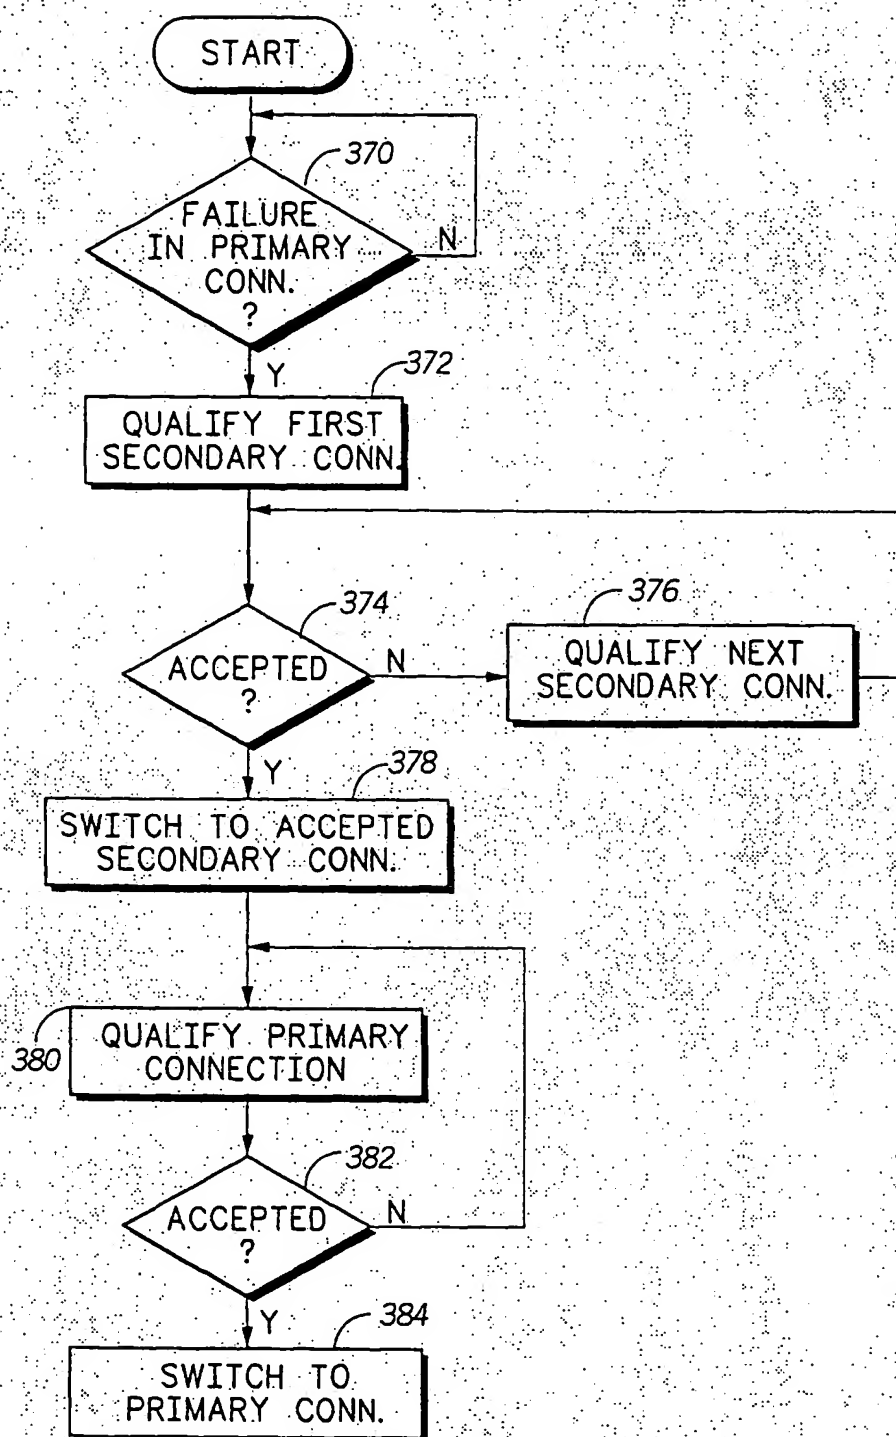 START
370
FAILURE
IN PRIMARY
CONN.
?
N
Y
372
QUALIFY FIRST
SECONDARY CONN.
374
ACCEPTED
?
N
376
QUALIFY NEXT
SECONDARY CONN.
Y
378
SWITCH TO ACCEPTED
SECONDARY CONN.
380
QUALIFY PRIMARY
CONNECTION
382
ACCEPTED
?
N
Y
384
SWITCH TO
PRIMARY CONN.